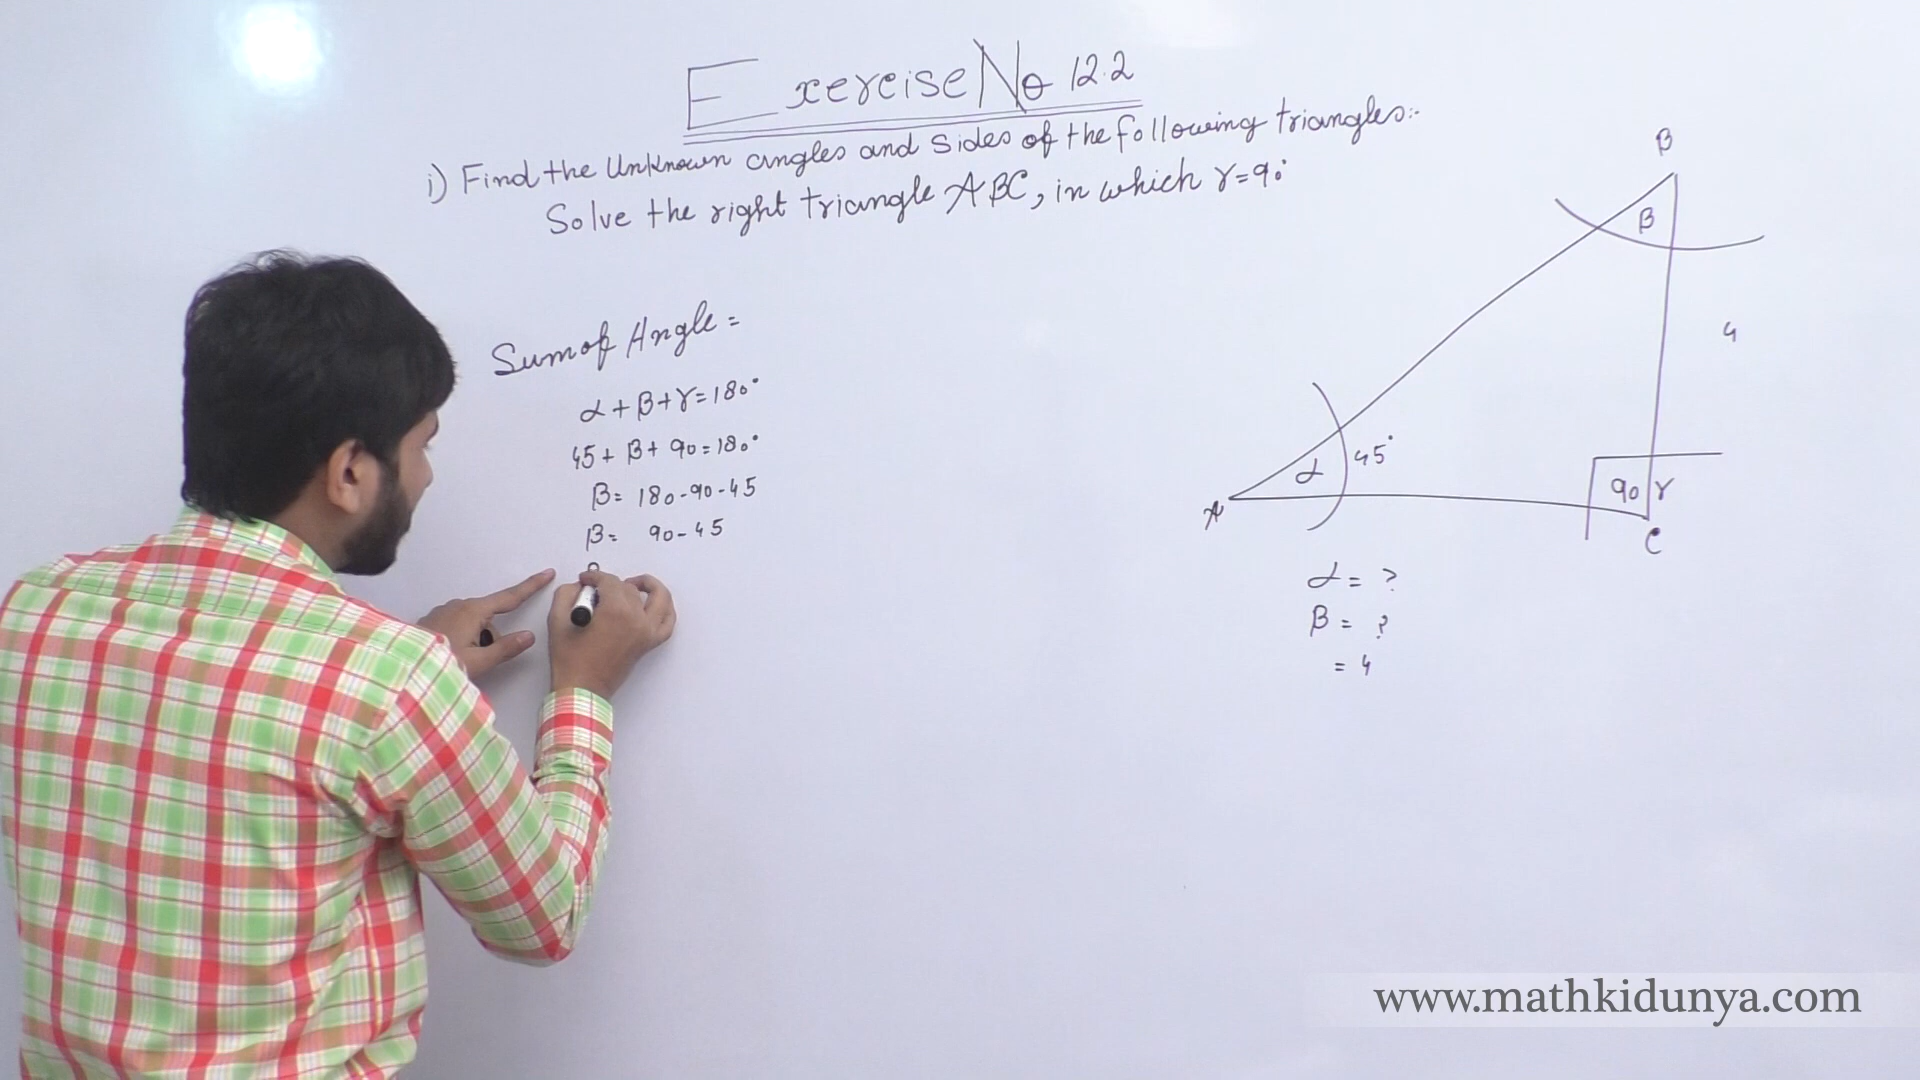 Exercise No 12.2
i) Find the Unknown angles and Sides of the following triangles:-
Solve the right triangle ABC, in which γ=90°
Sum of Angle =
α+β+γ=180°
45+β+90=180°
β= 180-90-45
β= 90-45
B
β
4
α 45°
90 γ
A
C
α= ?
β= ?
= 4
www.mathkidunya.com